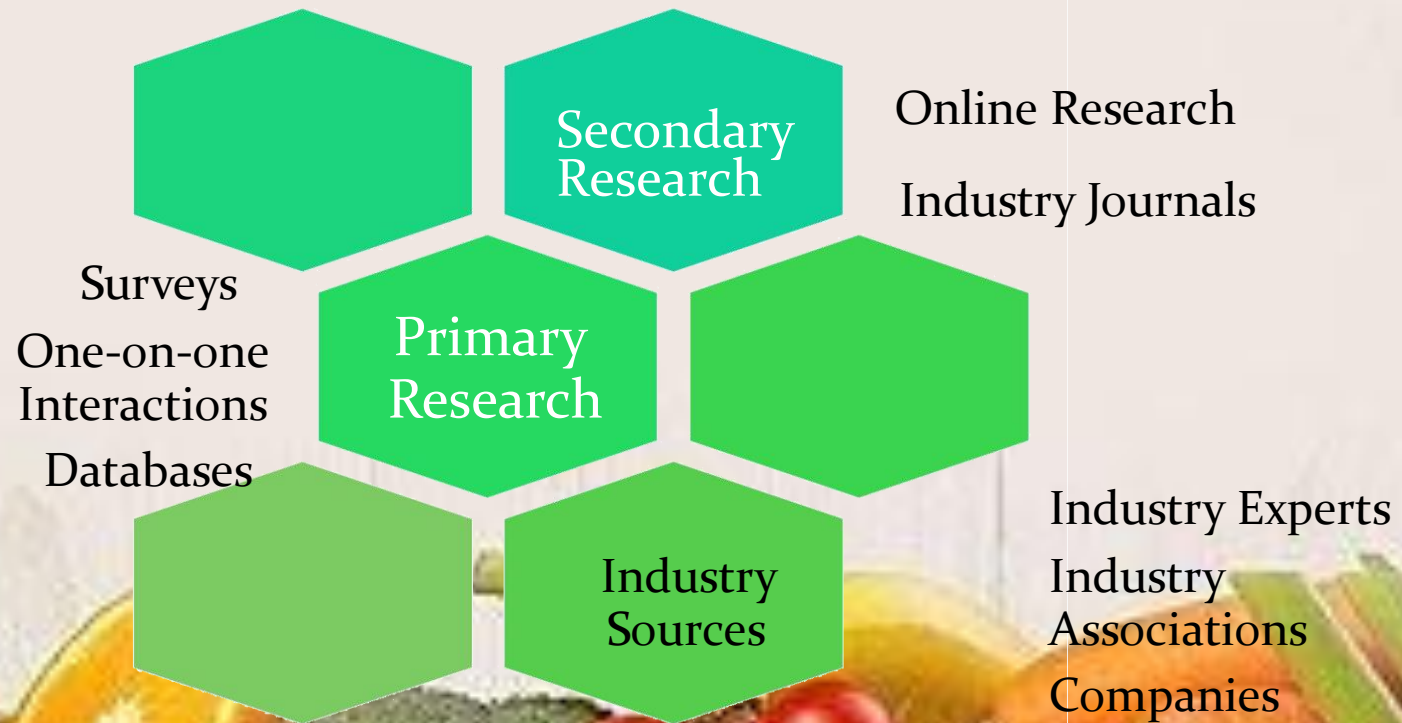 Secondary
Research
Online Research
Industry Journals
Surveys
One-on-one
Interactions
Databases
Primary
Research
Industry
Sources
Industry Experts
Industry
Associations
Companies